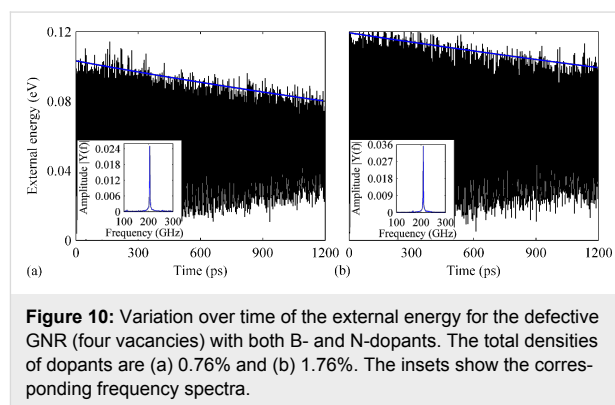 0.12
0.08
0.04
0
External energy (eV)
0.024
0.018
0.012
0.006
0
Amplitude |Y(f)|
100 200 300
Frequency (GHz)
0 300 600 900 1200
(a) Time (ps)
0.036
0.027
0.018
0.009
0
Amplitude |Y(f)|
100 200 300
Frequency (GHz)
0 300 600 900 1200
(b) Time (ps)
Figure 10: Variation over time of the external energy for the defective
GNR (four vacancies) with both B- and N-dopants. The total densities
of dopants are (a) 0.76% and (b) 1.76%. The insets show the corres-
ponding frequency spectra.